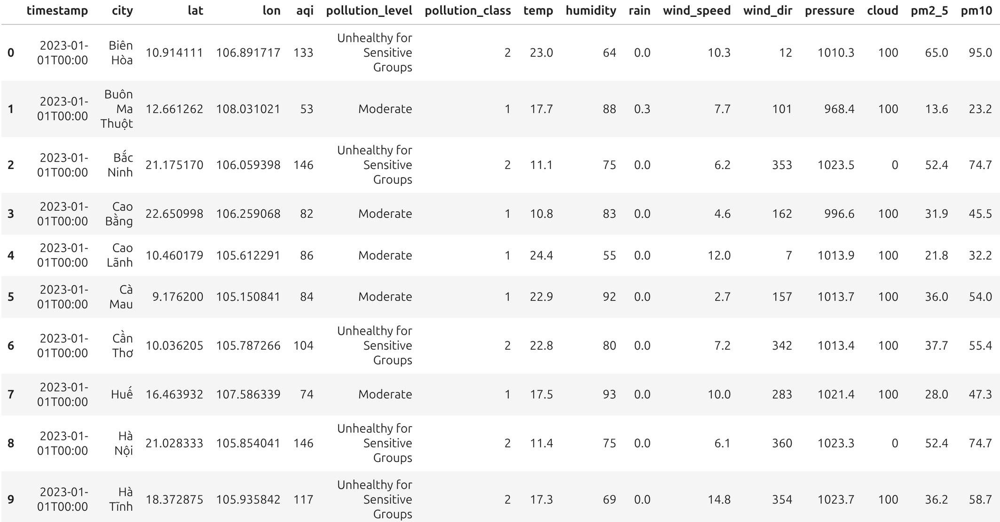 timestamp city lat lon aqi pollution_level pollution_class temp humidity rain wind_speed wind_dir pressure cloud pm2_5 pm10
0 2023-01-01T00:00 Biên Hòa 10.914111 106.891717 133 Unhealthy for Sensitive Groups 2 23.0 64 0.0 10.3 12 1010.3 100 65.0 95.0
1 2023-01-01T00:00 Buôn Ma Thuột 12.661262 108.031021 53 Moderate 1 17.7 88 0.3 7.7 101 968.4 100 13.6 23.2
2 2023-01-01T00:00 Bắc Ninh 21.175170 106.059398 146 Unhealthy for Sensitive Groups 2 11.1 75 0.0 6.2 353 1023.5 0 52.4 74.7
3 2023-01-01T00:00 Cao Bằng 22.650998 106.259068 82 Moderate 1 10.8 83 0.0 4.6 162 996.6 100 31.9 45.5
4 2023-01-01T00:00 Cao Lãnh 10.460179 105.612291 86 Moderate 1 24.4 55 0.0 12.0 7 1013.9 100 21.8 32.2
5 2023-01-01T00:00 Cà Mau 9.176200 105.150841 84 Moderate 1 22.9 92 0.0 2.7 157 1013.7 100 36.0 54.0
6 2023-01-01T00:00 Cần Thơ 10.036205 105.787266 104 Unhealthy for Sensitive Groups 2 22.8 80 0.0 7.2 342 1013.4 100 37.7 55.4
7 2023-01-01T00:00 Huế 16.463932 107.586339 74 Moderate 1 17.5 93 0.0 10.0 283 1021.4 100 28.0 47.3
8 2023-01-01T00:00 Hà Nội 21.028333 105.854041 146 Unhealthy for Sensitive Groups 2 11.4 75 0.0 6.1 360 1023.3 0 52.4 74.7
9 2023-01-01T00:00 Hà Tĩnh 18.372875 105.935842 117 Unhealthy for Sensitive Groups 2 17.3 69 0.0 14.8 354 1023.7 100 36.2 58.7